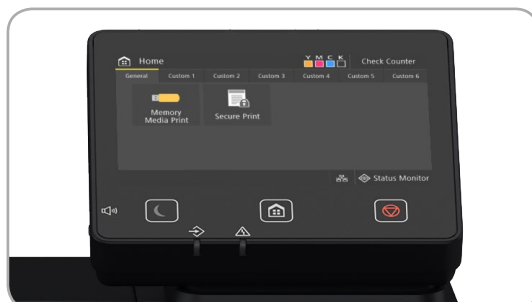 Home
Y M C K
Check Counter
General
Custom 1
Custom 2
Custom 3
Custom 4
Custom 5
Custom 6
Memory
Media Print
Secure Print
Status Monitor